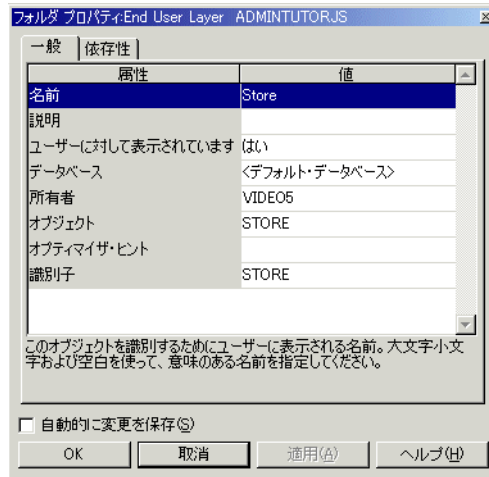 フォルダ プロパティ:End User Layer ADMINTUTORJS
一般 依存性
属性 値
名前 Store
説明
ユーザーに対して表示されています はい
データベース <デフォルト・データベース>
所有者 VIDEO5
オブジェクト STORE
オプティマイザ・ヒント
識別子 STORE
このオブジェクトを識別するためにユーザーに表示される名前。大文字小文
字および空白を使って、意味のある名前を指定してください。
自動的に変更を保存(S)
OK 取消 適用(A) ヘルプ(H)